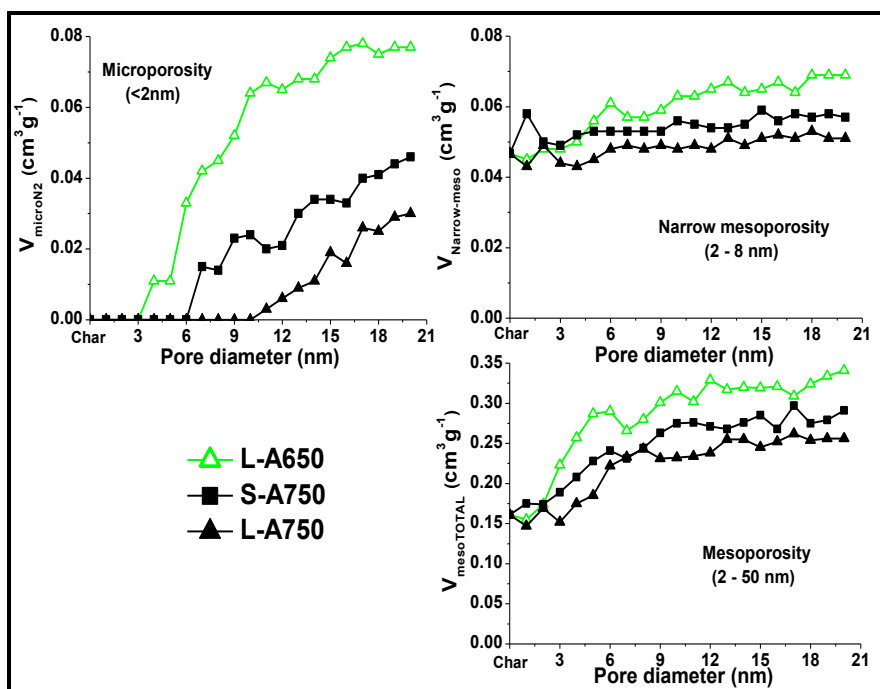 0.08
0.06
0.04
0.02
0.00
V microN2 (cm³g⁻¹)
Microporosity
(<2nm)
Char 3 6 9 12 15 18 21
Pore diameter (nm)
0.08
0.06
0.04
0.02
0.00
V Narrow-meso (cm³g⁻¹)
Narrow mesoporosity
(2 - 8 nm)
Char 3 6 9 12 15 18 21
Pore diameter (nm)
L-A650
S-A750
L-A750
0.35
0.30
0.25
0.20
0.15
0.10
0.05
0.00
V mesoTOTAL (cm³g⁻¹)
Mesoporosity
(2 - 50 nm)
Char 3 6 9 12 15 18 21
Pore diameter (nm)